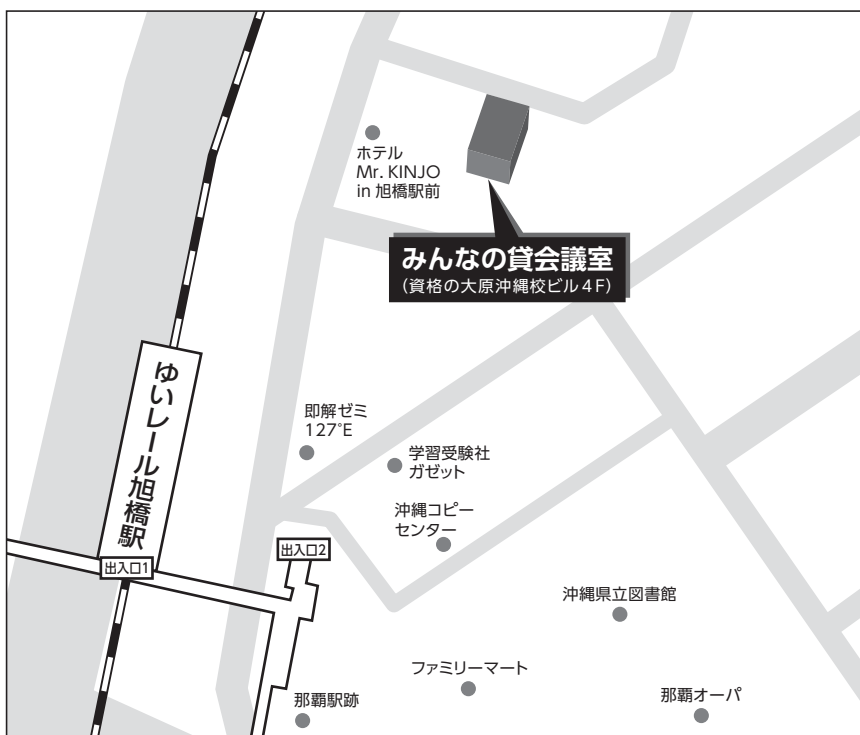 ホテル
Mr. KINJO
in 旭橋駅前
みんなの貸会議室
(資格の大原沖縄校ビル4F)
ゆいレール旭橋駅
即解ゼミ
127°E
学習受験社
ガゼット
沖縄コピー
センター
出入口2
出入口1
沖縄県立図書館
ファミリーマート
那覇駅跡
那覇オーパ